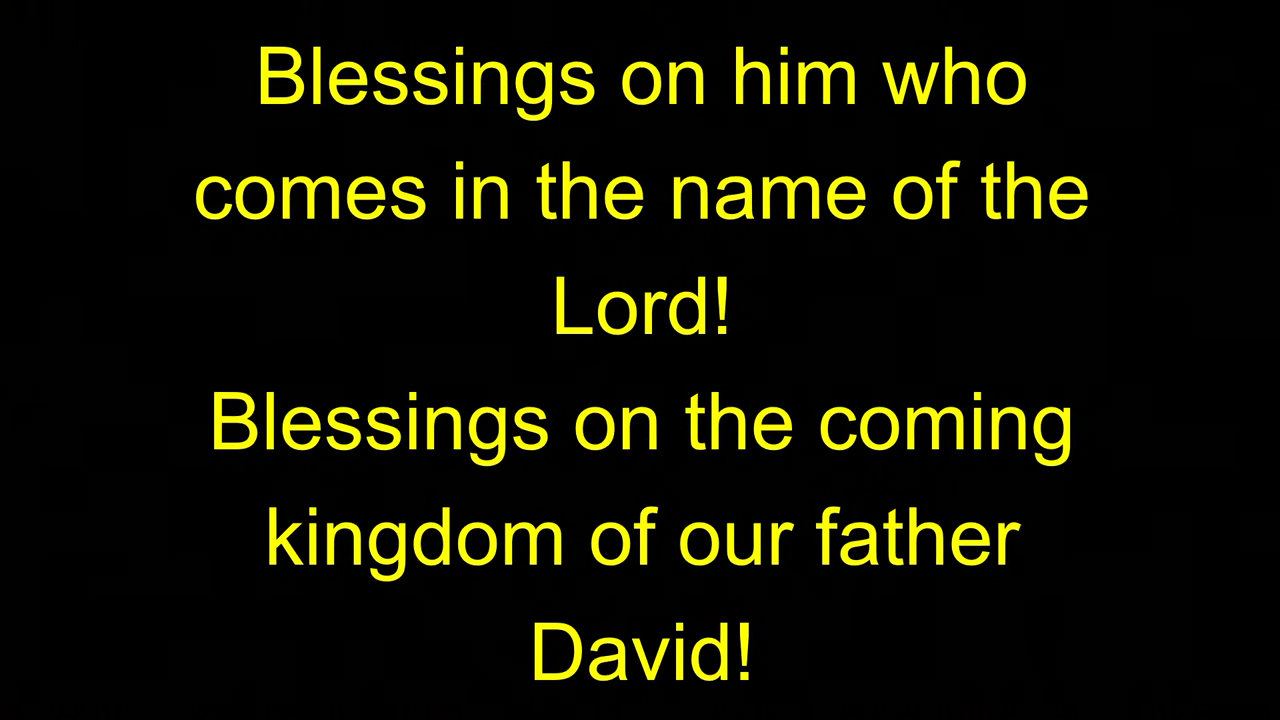 Blessings on him who
comes in the name of the
Lord!
Blessings on the coming
kingdom of our father
David!